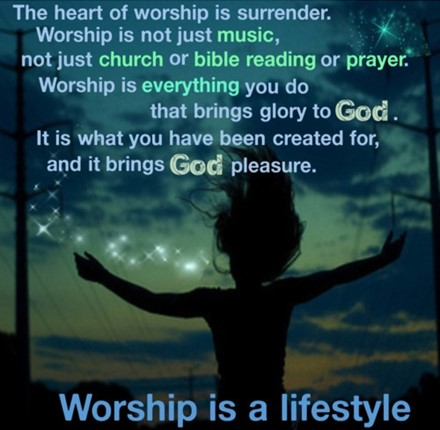 The heart of worship is surrender.
Worship is not just music,
not just church or bible reading or prayer.
Worship is everything you do
that brings glory to God.
It is what you have been created for,
and it brings God pleasure.
Worship is a lifestyle